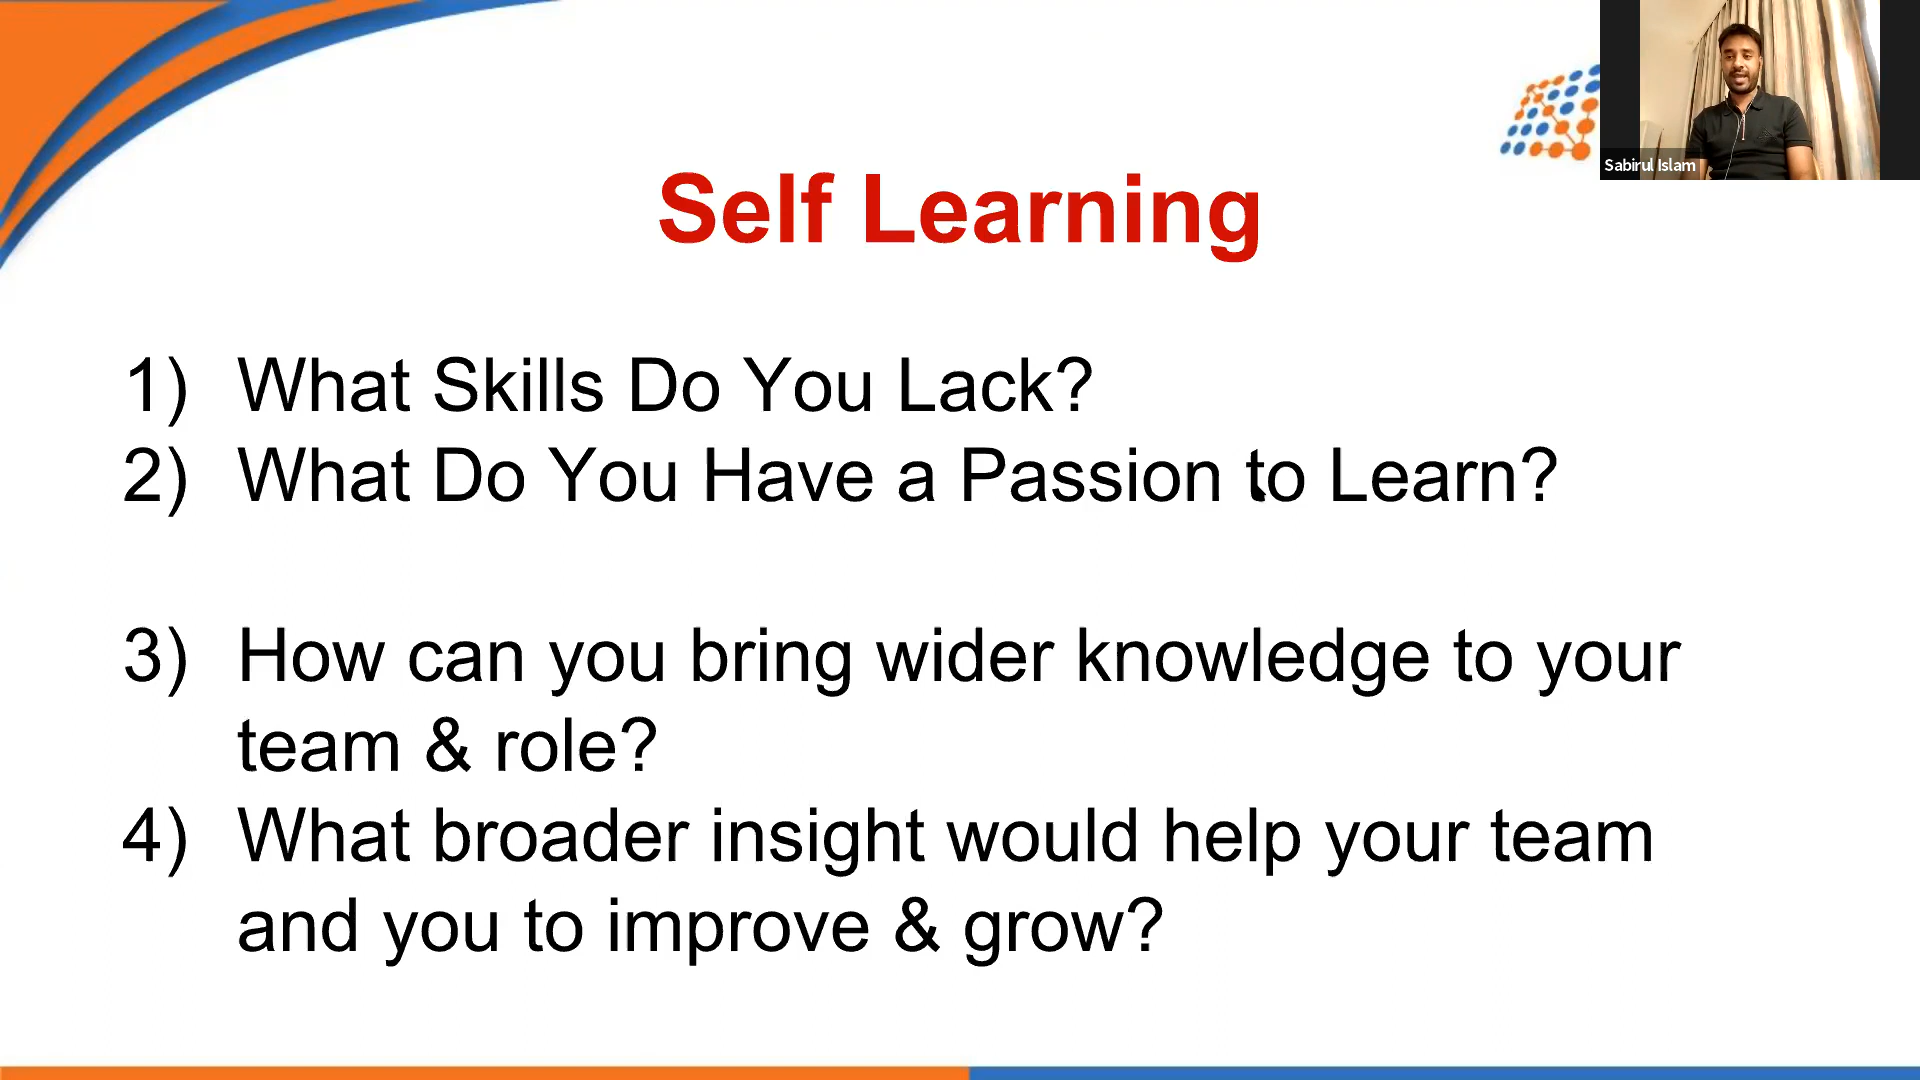 Sabirul Islam
Self Learning
1) What Skills Do You Lack?
2) What Do You Have a Passion to Learn?
3) How can you bring wider knowledge to your
team & role?
4) What broader insight would help your team
and you to improve & grow?